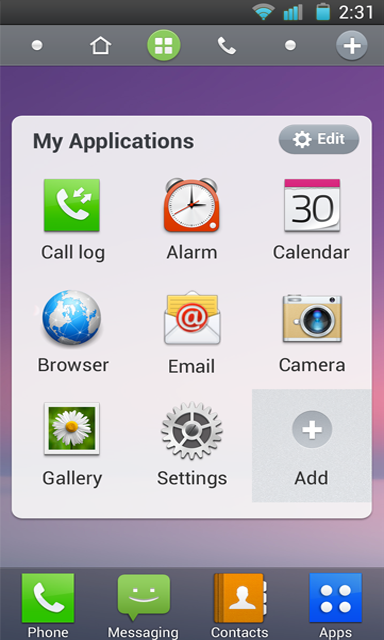 2:31
My Applications
Edit
Call log
Alarm
30
Calendar
Browser
@
Email
Camera
Gallery
Settings
Add
Phone
Messaging
Contacts
Apps